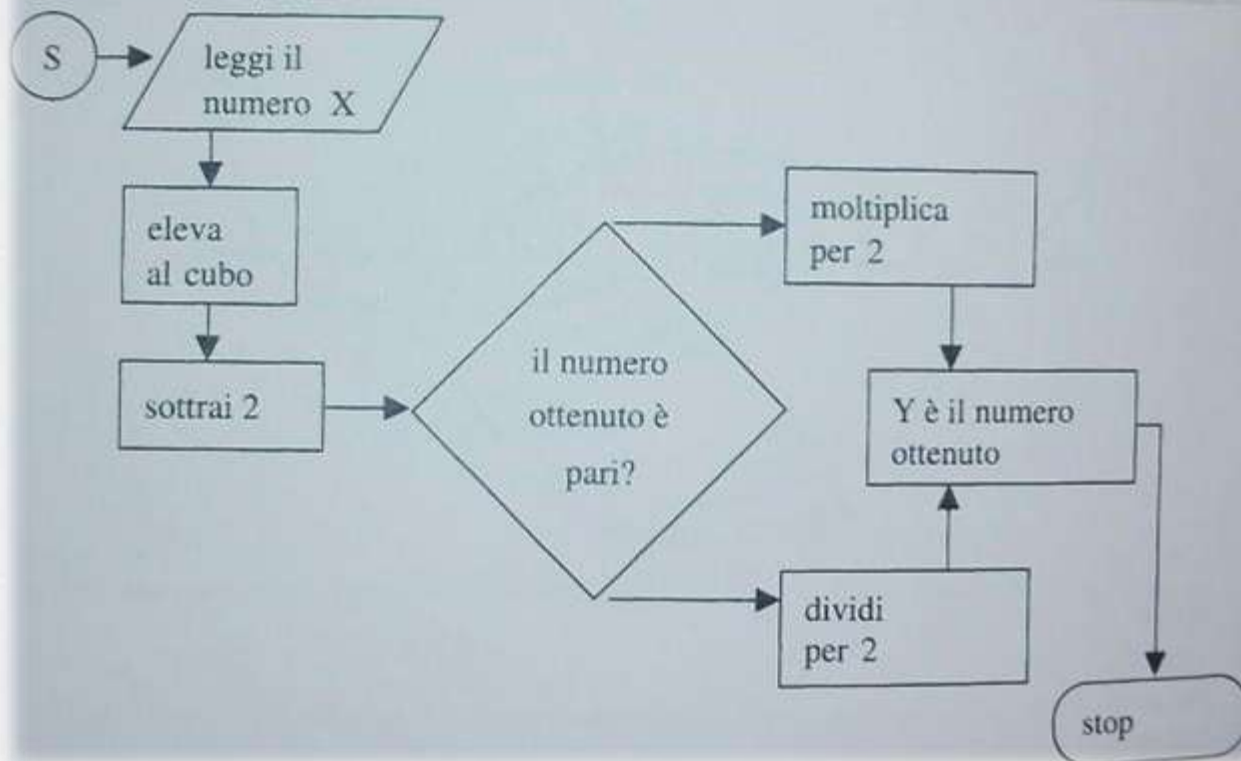 S
leggi il
numero X
eleva
al cubo
sottrai 2
il numero
ottenuto è
pari?
moltiplica
per 2
Y è il numero
ottenuto
dividi
per 2
stop